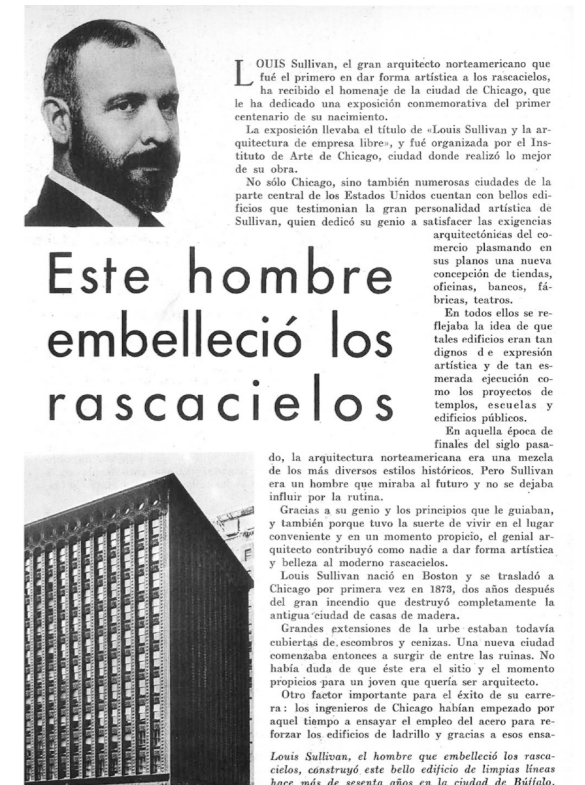 LOUIS Sullivan, el gran arquitecto norteamericano que
fué el primero en dar forma artística a los rascacielos,
ha recibido el homenaje de la ciudad de Chicago, que
le ha dedicado una exposición conmemorativa del primer
centenario de su nacimiento.
La exposición llevaba el título de «Louis Sullivan y la ar-
quitectura de empresa libre», y fué organizada por el Ins-
tituto de Arte de Chicago, ciudad donde realizó lo mejor
de su obra.
No sólo Chicago, sino también numerosas ciudades de la
parte central de los Estados Unidos cuentan con bellos edi-
ficios que testimonian la gran personalidad artística de
Sullivan, quien dedicó su genio a satisfacer las exigencias
arquitectónicas del co-
mercio plasmando en
sus planos una nueva
concepción de tiendas,
oficinas, bancos, fá-
bricas, teatros.
En todos ellos se re-
flejaba la idea de que
tales edificios eran tan
dignos de expresión
artística y de tan es-
merada ejecución co-
mo los proyectos de
templos, escuelas y
edificios públicos.
En aquella época de
finales del siglo pasa-
do, la arquitectura norteamericana era una mezcla
de los más diversos estilos históricos. Pero Sullivan
era un hombre que miraba al futuro y no se dejaba
influir por la rutina.
Gracias a su genio y los principios que le guiaban,
y también porque tuvo la suerte de vivir en el lugar
conveniente y en un momento propicio, el genial ar-
quitecto contribuyó como nadie a dar forma artística
y belleza al moderno rascacielos.
Louis Sullivan nació en Boston y se trasladó a
Chicago por primera vez en 1873, dos años después
del gran incendio que destruyó completamente la
antigua ciudad de casas de madera.
Grandes extensiones de la urbe estaban todavía
cubiertas de escombros y cenizas. Una nueva ciudad
comenzaba entonces a surgir de entre las ruinas. No
había duda de que éste era el sitio y el momento
propicios para un joven que quería ser arquitecto.
Otro factor importante para el éxito de su carre-
ra: los ingenieros de Chicago habían empezado por
aquel tiempo a ensayar el empleo del acero para re-
forzar los edificios de ladrillo y gracias a esos ensa-
Este hombre
embelleció los
rascacielos
Louis Sullivan, el hombre que embelleció los rasca-
cielos, construyó este bello edificio de limpias líneas
hace más de sesenta años en la ciudad de Búffalo.